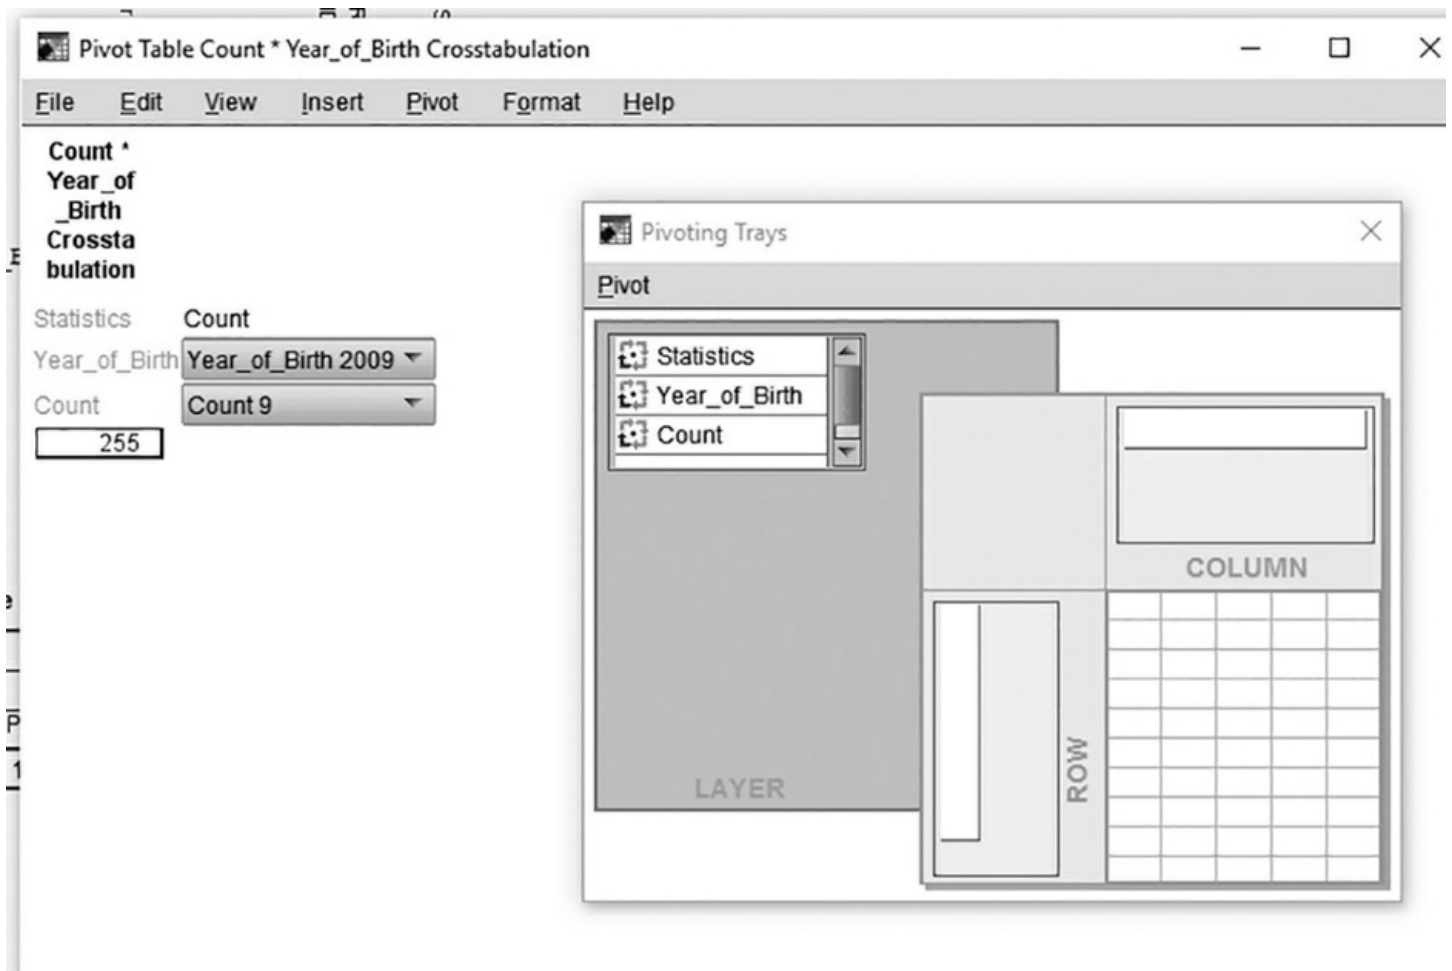 Pivot Table Count * Year_of_Birth Crosstabulation
File Edit View Insert Pivot Format Help
Count *
Year_of
_Birth
Crossta
bulation
Statistics Count
Year_of_Birth Year_of_Birth 2009
Count Count 9
255
Pivoting Trays
Pivot
Statistics
Year_of_Birth
Count
COLUMN
ROW
LAYER